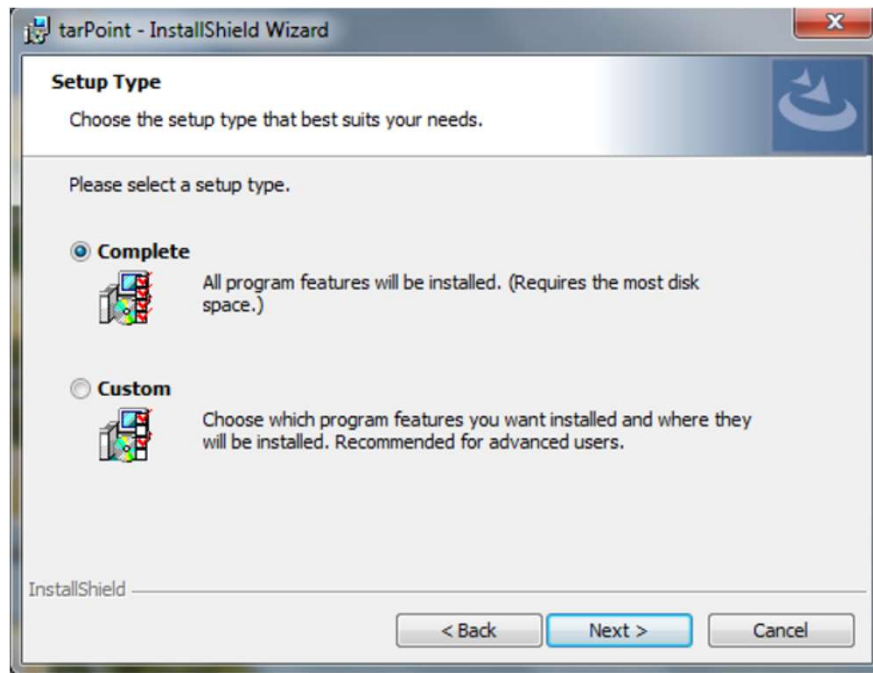 tarPoint - InstallShield Wizard
Setup Type
Choose the setup type that best suits your needs.
Please select a setup type.
Complete
All program features will be installed. (Requires the most disk
space.)
Custom
Choose which program features you want installed and where they
will be installed. Recommended for advanced users.
InstallShield
< Back
Next >
Cancel